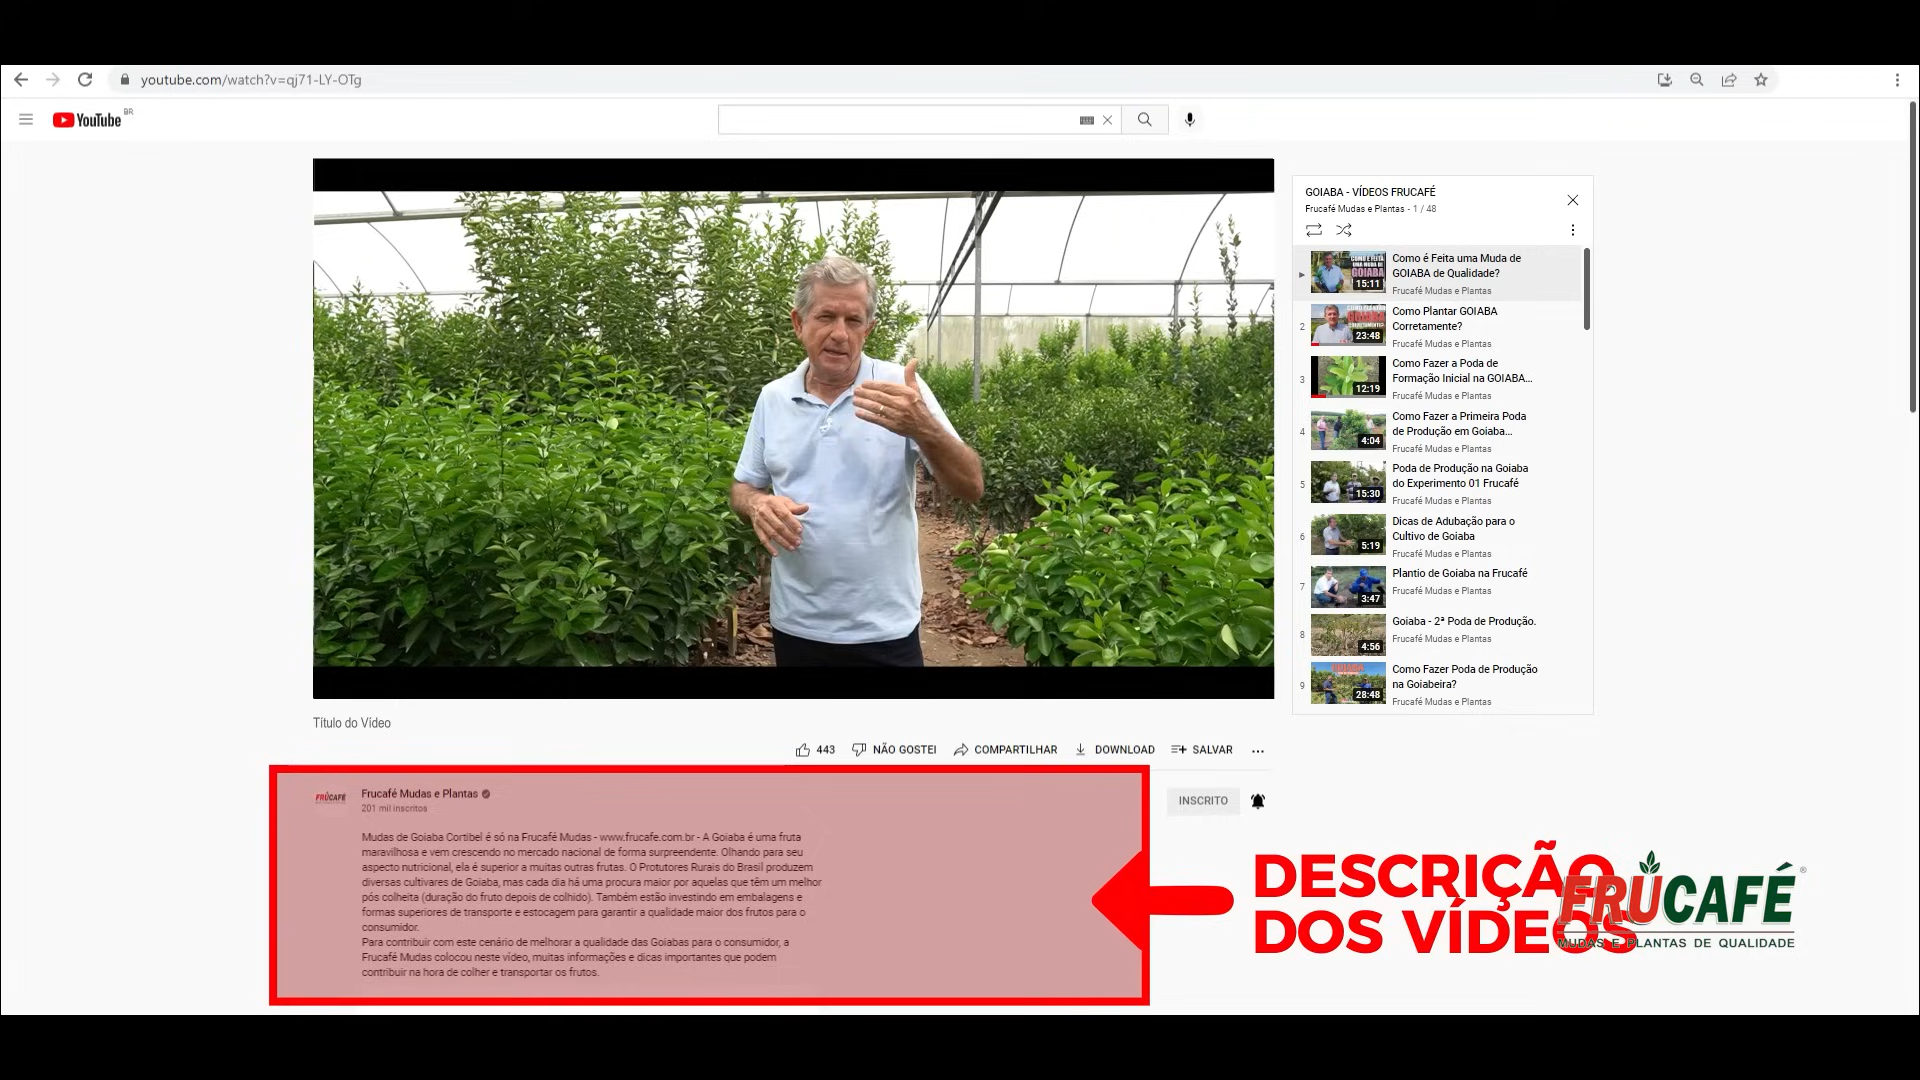 youtube.com/watch?v=qj71-LY-OTg
YouTube BR
GOIABA - VÍDEOS FRUCAFÉ
Frucafé Mudas e Plantas - 1 / 48
15:11
Como é Feita uma Muda de
GOIABA de Qualidade?
Frucafé Mudas e Plantas
2
23:48
Como Plantar GOIABA
Corretamente?
Frucafé Mudas e Plantas
3
12:19
Como Fazer a Poda de
Formação Inicial na GOIABA...
Frucafé Mudas e Plantas
4
4:04
Como Fazer a Primeira Poda
de Produção em Goiaba...
Frucafé Mudas e Plantas
5
15:30
Poda de Produção na Goiaba
do Experimento 01 Frucafé
Frucafé Mudas e Plantas
6
5:19
Dicas de Adubação para o
Cultivo de Goiaba
Frucafé Mudas e Plantas
7
3:47
Plantio de Goiaba na Frucafé
Frucafé Mudas e Plantas
8
4:56
Goiaba - 2ª Poda de Produção.
Frucafé Mudas e Plantas
9
28:48
Como Fazer Poda de Produção
na Goiabeira?
Frucafé Mudas e Plantas
Título do Vídeo
443 NÃO GOSTEI COMPARTILHAR DOWNLOAD SALVAR ...
FRUCAFÉ
Frucafé Mudas e Plantas
201 mil inscritos
INSCRITO
Mudas de Goiaba Cortibel é só na Frucafé Mudas - www.frucafe.com.br - A Goiaba é uma fruta
maravilhosa e vem crescendo no mercado nacional de forma surpreendente. Olhando para seu
aspecto nutricional, ela é superior a muitas outras frutas. O Protutores Rurais do Brasil produzem
diversas cultivares de Goiaba, mas cada dia há uma procura maior por aquelas que têm um melhor
pós colheita (duração do fruto depois de colhido). Também estão investindo em embalagens e
formas superiores de transporte e estocagem para garantir a qualidade maior dos frutos para o
consumidor.
Para contribuir com este cenário de melhorar a qualidade das Goiabas para o consumidor, a
Frucafé Mudas colocou neste vídeo, muitas informações e dicas importantes que podem
contribuir na hora de colher e transportar os frutos.
DESCRIÇÃO
DOS VÍDEOS
FRUCAFÉ®
MUDAS E PLANTAS DE QUALIDADE